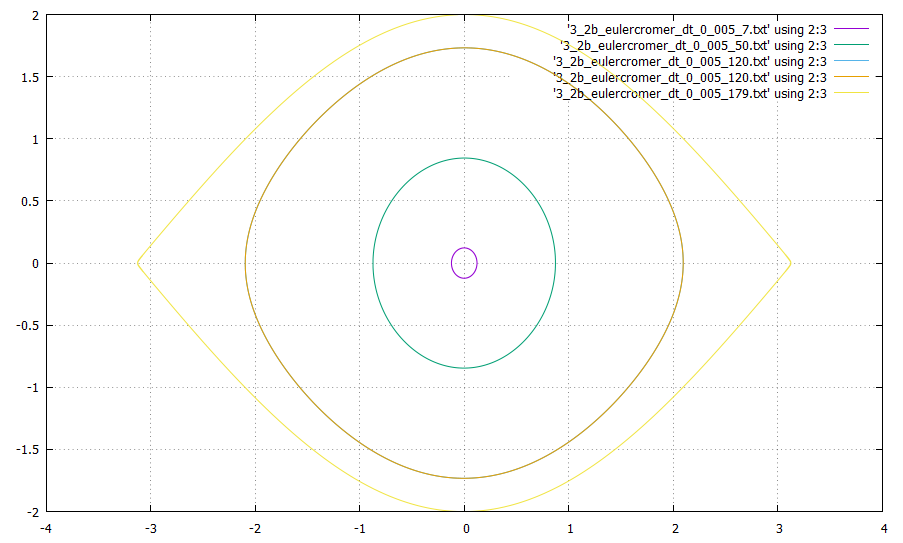 '3_2b_eulercromer_dt_0_005_7.txt' using 2:3
'3_2b_eulercromer_dt_0_005_50.txt' using 2:3
'3_2b_eulercromer_dt_0_005_120.txt' using 2:3
'3_2b_eulercromer_dt_0_005_120.txt' using 2:3
'3_2b_eulercromer_dt_0_005_179.txt' using 2:3
2
1.5
1
0.5
0
-0.5
-1
-1.5
-2
-4 -3 -2 -1 0 1 2 3 4